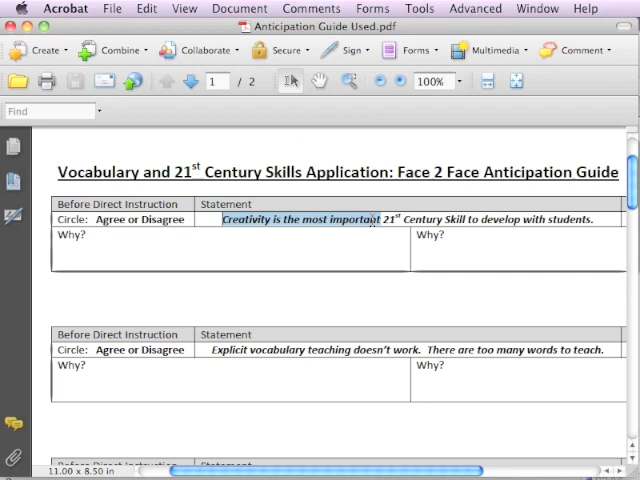 Acrobat File Edit View Document Comments Forms Tools Advanced Window Help
Anticipation Guide Used.pdf
Create Combine Collaborate Secure Sign Forms Multimedia Comment
1 / 2 100%
Find
Vocabulary and 21st Century Skills Application: Face 2 Face Anticipation Guide
Before Direct Instruction Statement
Circle: Agree or Disagree Creativity is the most important 21st Century Skill to develop with students.
Why? Why?
Before Direct Instruction Statement
Circle: Agree or Disagree Explicit vocabulary teaching doesn't work. There are too many words to teach.
Why? Why?
Before Direct Instruction Statement
11.00 x 8.50 in